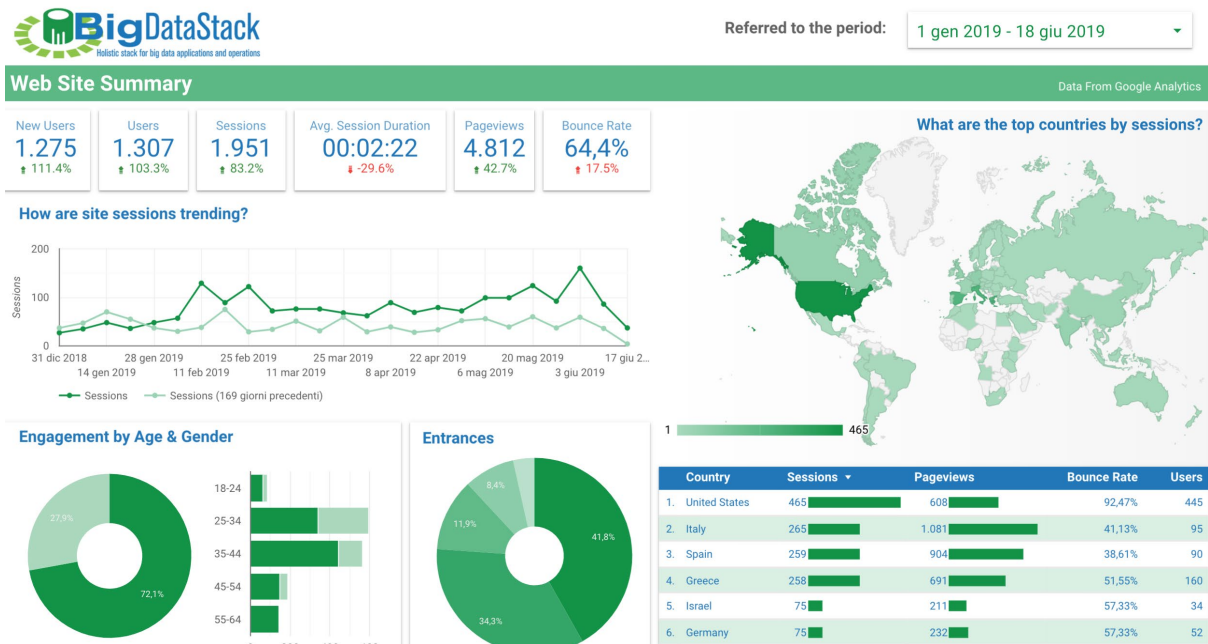 BigDataStack
Holistic stack for big data applications and operations
Referred to the period:
1 gen 2019 - 18 giu 2019
Web Site Summary
Data From Google Analytics
New Users
1.275
111.4%
Users
1.307
103.3%
Sessions
1.951
83.2%
Avg. Session Duration
00:02:22
-29.6%
Pageviews
4.812
42.7%
Bounce Rate
64,4%
17.5%
How are site sessions trending?
Sessions
200
100
0
31 dic 2018
14 gen 2019
28 gen 2019
11 feb 2019
25 feb 2019
11 mar 2019
25 mar 2019
8 apr 2019
22 apr 2019
6 mag 2019
20 mag 2019
3 giu 2019
17 giu 2...
Sessions
Sessions (169 giorni precedenti)
What are the top countries by sessions?
1
465
Engagement by Age & Gender
27,9%
72,1%
18-24
25-34
35-44
45-54
55-64
Entrances
8,4%
11,9%
41,8%
34,3%
Country Sessions Pageviews Bounce Rate Users
1. United States 465 608 92,47% 445
2. Italy 265 1.081 41,13% 95
3. Spain 259 904 38,61% 90
4. Greece 258 691 51,55% 160
5. Israel 75 211 57,33% 34
6. Germany 75 232 57,33% 52